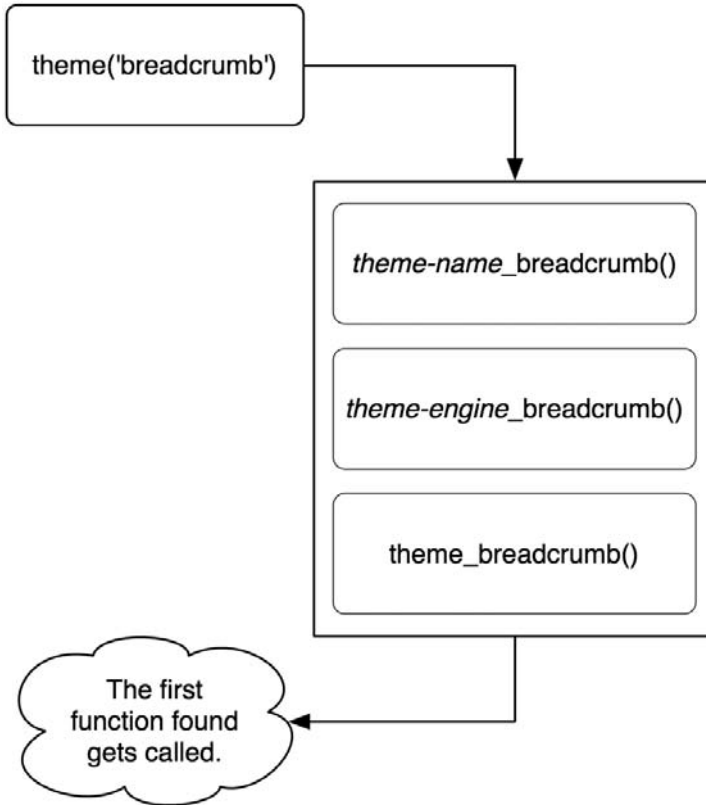 theme('breadcrumb')
theme-name_breadcrumb()
theme-engine_breadcrumb()
theme_breadcrumb()
The first
function found
gets called.